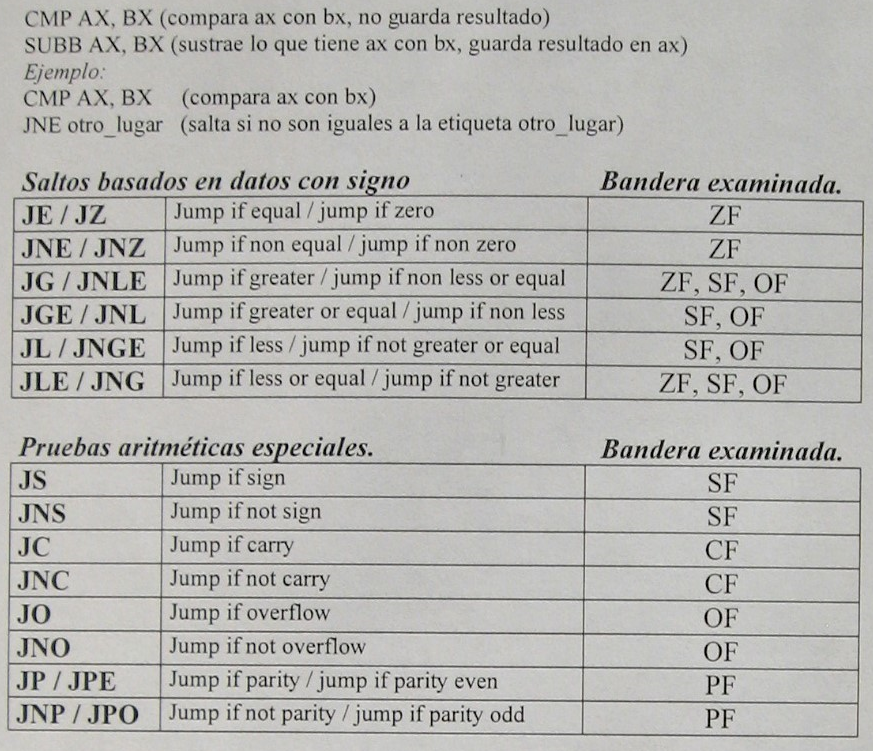 CMP AX, BX (compara ax con bx, no guarda resultado)
SUBB AX, BX (sustrae lo que tiene ax con bx, guarda resultado en ax)
Ejemplo:
CMP AX, BX (compara ax con bx)
JNE otro_lugar (salta si no son iguales a la etiqueta otro_lugar)
Saltos basados en datos con signo Bandera examinada.
JE / JZ Jump if equal / jump if zero ZF
JNE / JNZ Jump if non equal / jump if non zero ZF
JG / JNLE Jump if greater / jump if non less or equal ZF, SF, OF
JGE / JNL Jump if greater or equal / jump if non less SF, OF
JL / JNGE Jump if less / jump if not greater or equal SF, OF
JLE / JNG Jump if less or equal / jump if not greater ZF, SF, OF
Pruebas aritméticas especiales. Bandera examinada.
JS Jump if sign SF
JNS Jump if not sign SF
JC Jump if carry CF
JNC Jump if not carry CF
JO Jump if overflow OF
JNO Jump if not overflow OF
JP / JPE Jump if parity / jump if parity even PF
JNP / JPO Jump if not parity / jump if parity odd PF